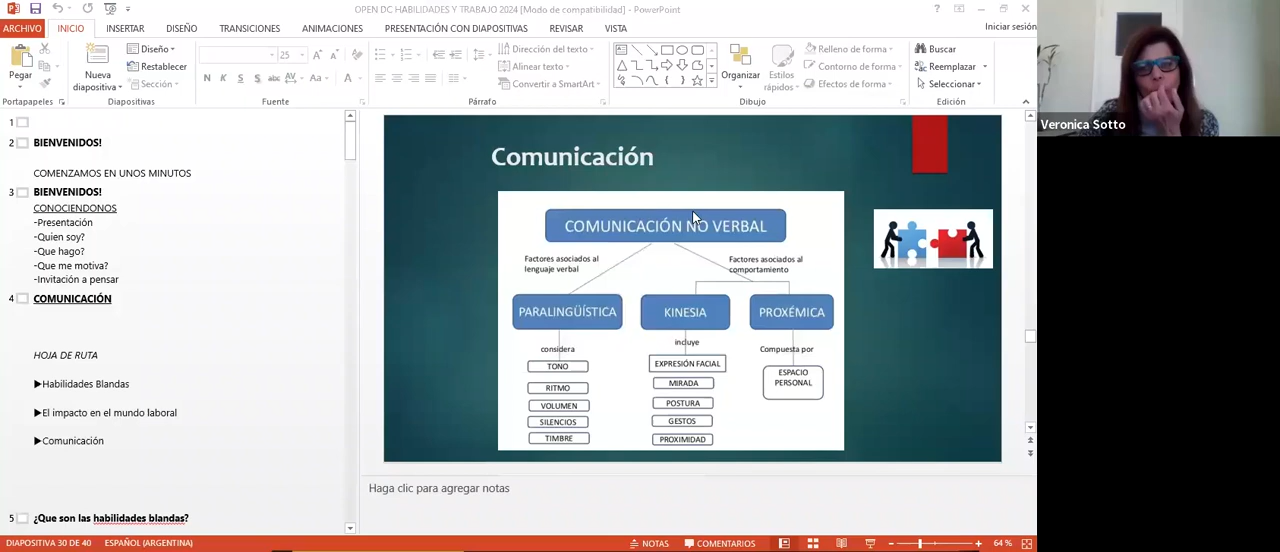 OPEN DC HABILIDADES Y TRABAJO 2024 [Modo de compatibilidad] - PowerPoint
ARCHIVO INICIO INSERTAR DISEÑO TRANSICIONES ANIMACIONES PRESENTACIÓN CON DIAPOSITIVAS REVISAR VISTA
Iniciar sesión
Pegar
Nueva
diapositiva
Diseño
Restablecer
Sección
25
N K S S abc AV Aa A
Dirección del texto
Alinear texto
Convertir a SmartArt
Organizar
Estilos
rápidos
Relleno de forma
Contorno de forma
Efectos de forma
Buscar
Reemplazar
Seleccionar
Portapapeles Diapositivas Fuente Párrafo Dibujo Edición
Veronica Sotto
1
2 BIENVENIDOS!
COMENZAMOS EN UNOS MINUTOS
3 BIENVENIDOS!
CONOCIENDONOS
-Presentación
-Quien soy?
-Que hago?
-Que me motiva?
-Invitación a pensar
4 COMUNICACIÓN
HOJA DE RUTA
▶Habilidades Blandas
▶El impacto en el mundo laboral
▶Comunicación
5 ¿Que son las habilidades blandas?
Comunicación
COMUNICACIÓN NO VERBAL
Factores asociados al
lenguaje verbal
Factores asociados al
comportamiento
PARALINGÜÍSTICA
KINESIA
PROXÉMICA
considera
TONO
RITMO
VOLUMEN
SILENCIOS
TIMBRE
incluye
EXPRESIÓN FACIAL
MIRADA
POSTURA
GESTOS
PROXIMIDAD
Compuesta por
ESPACIO
PERSONAL
Haga clic para agregar notas
DIAPOSITIVA 30 DE 40 ESPAÑOL (ARGENTINA) NOTAS COMENTARIOS 64 %